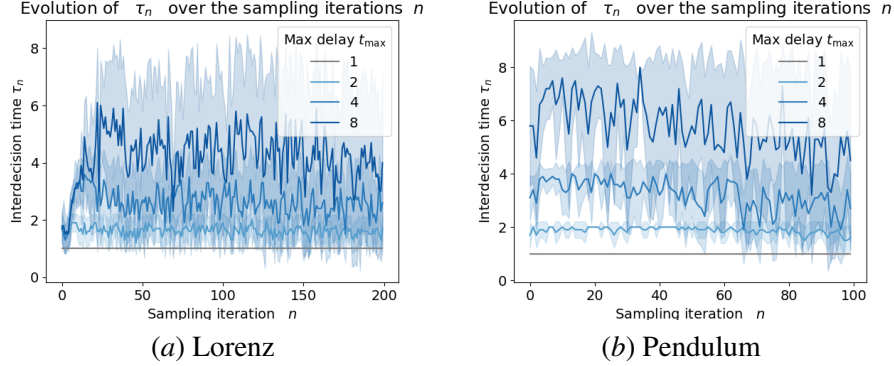 Evolution of τn over the sampling iterations n
Max delay tmax
1
2
4
8
8
6
4
2
0
Interdecision time τn
0 50 100 150 200
Sampling iteration n
(a) Lorenz
Evolution of τn over the sampling iterations n
Max delay tmax
1
2
4
8
8
6
4
2
0
Interdecision time τn
0 20 40 60 80 100
Sampling iteration n
(b) Pendulum